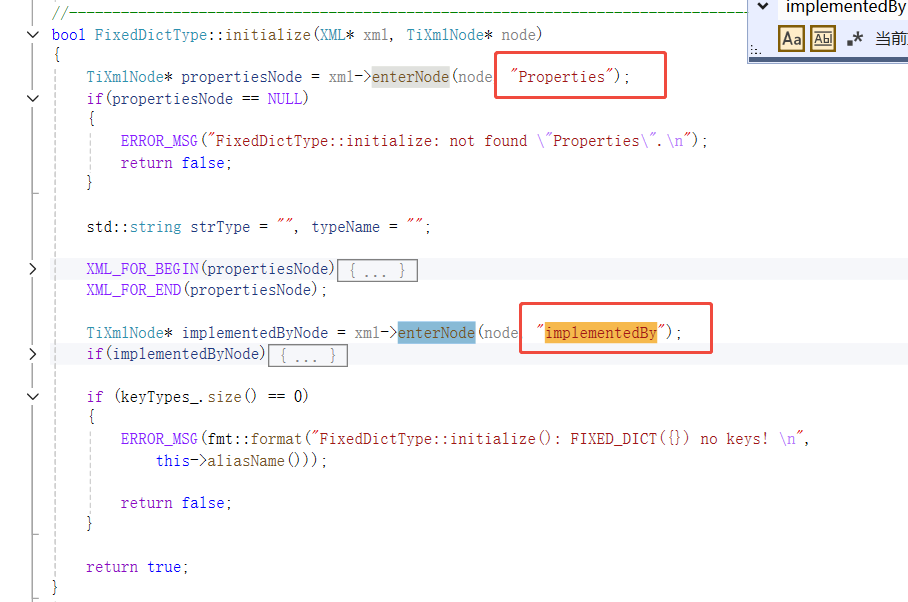 implementedBy
Aa Abl .* 当前
//------------------------------------------------------------------------------------
bool FixedDictType::initialize(XML* xml, TiXmlNode* node)
{
TiXmlNode* propertiesNode = xml->enterNode(node "Properties");
if(propertiesNode == NULL)
{
ERROR_MSG("FixedDictType::initialize: not found \"Properties\".\n");
return false;
}
std::string strType = "", typeName = "";
XML_FOR_BEGIN(propertiesNode) { ... }
XML_FOR_END(propertiesNode);
TiXmlNode* implementedByNode = xml->enterNode(node "implementedBy");
if(implementedByNode) { ... }
if (keyTypes_.size() == 0)
{
ERROR_MSG(fmt::format("FixedDictType::initialize(): FIXED_DICT({}) no keys! \n",
this->aliasName()));
return false;
}
return true;
}